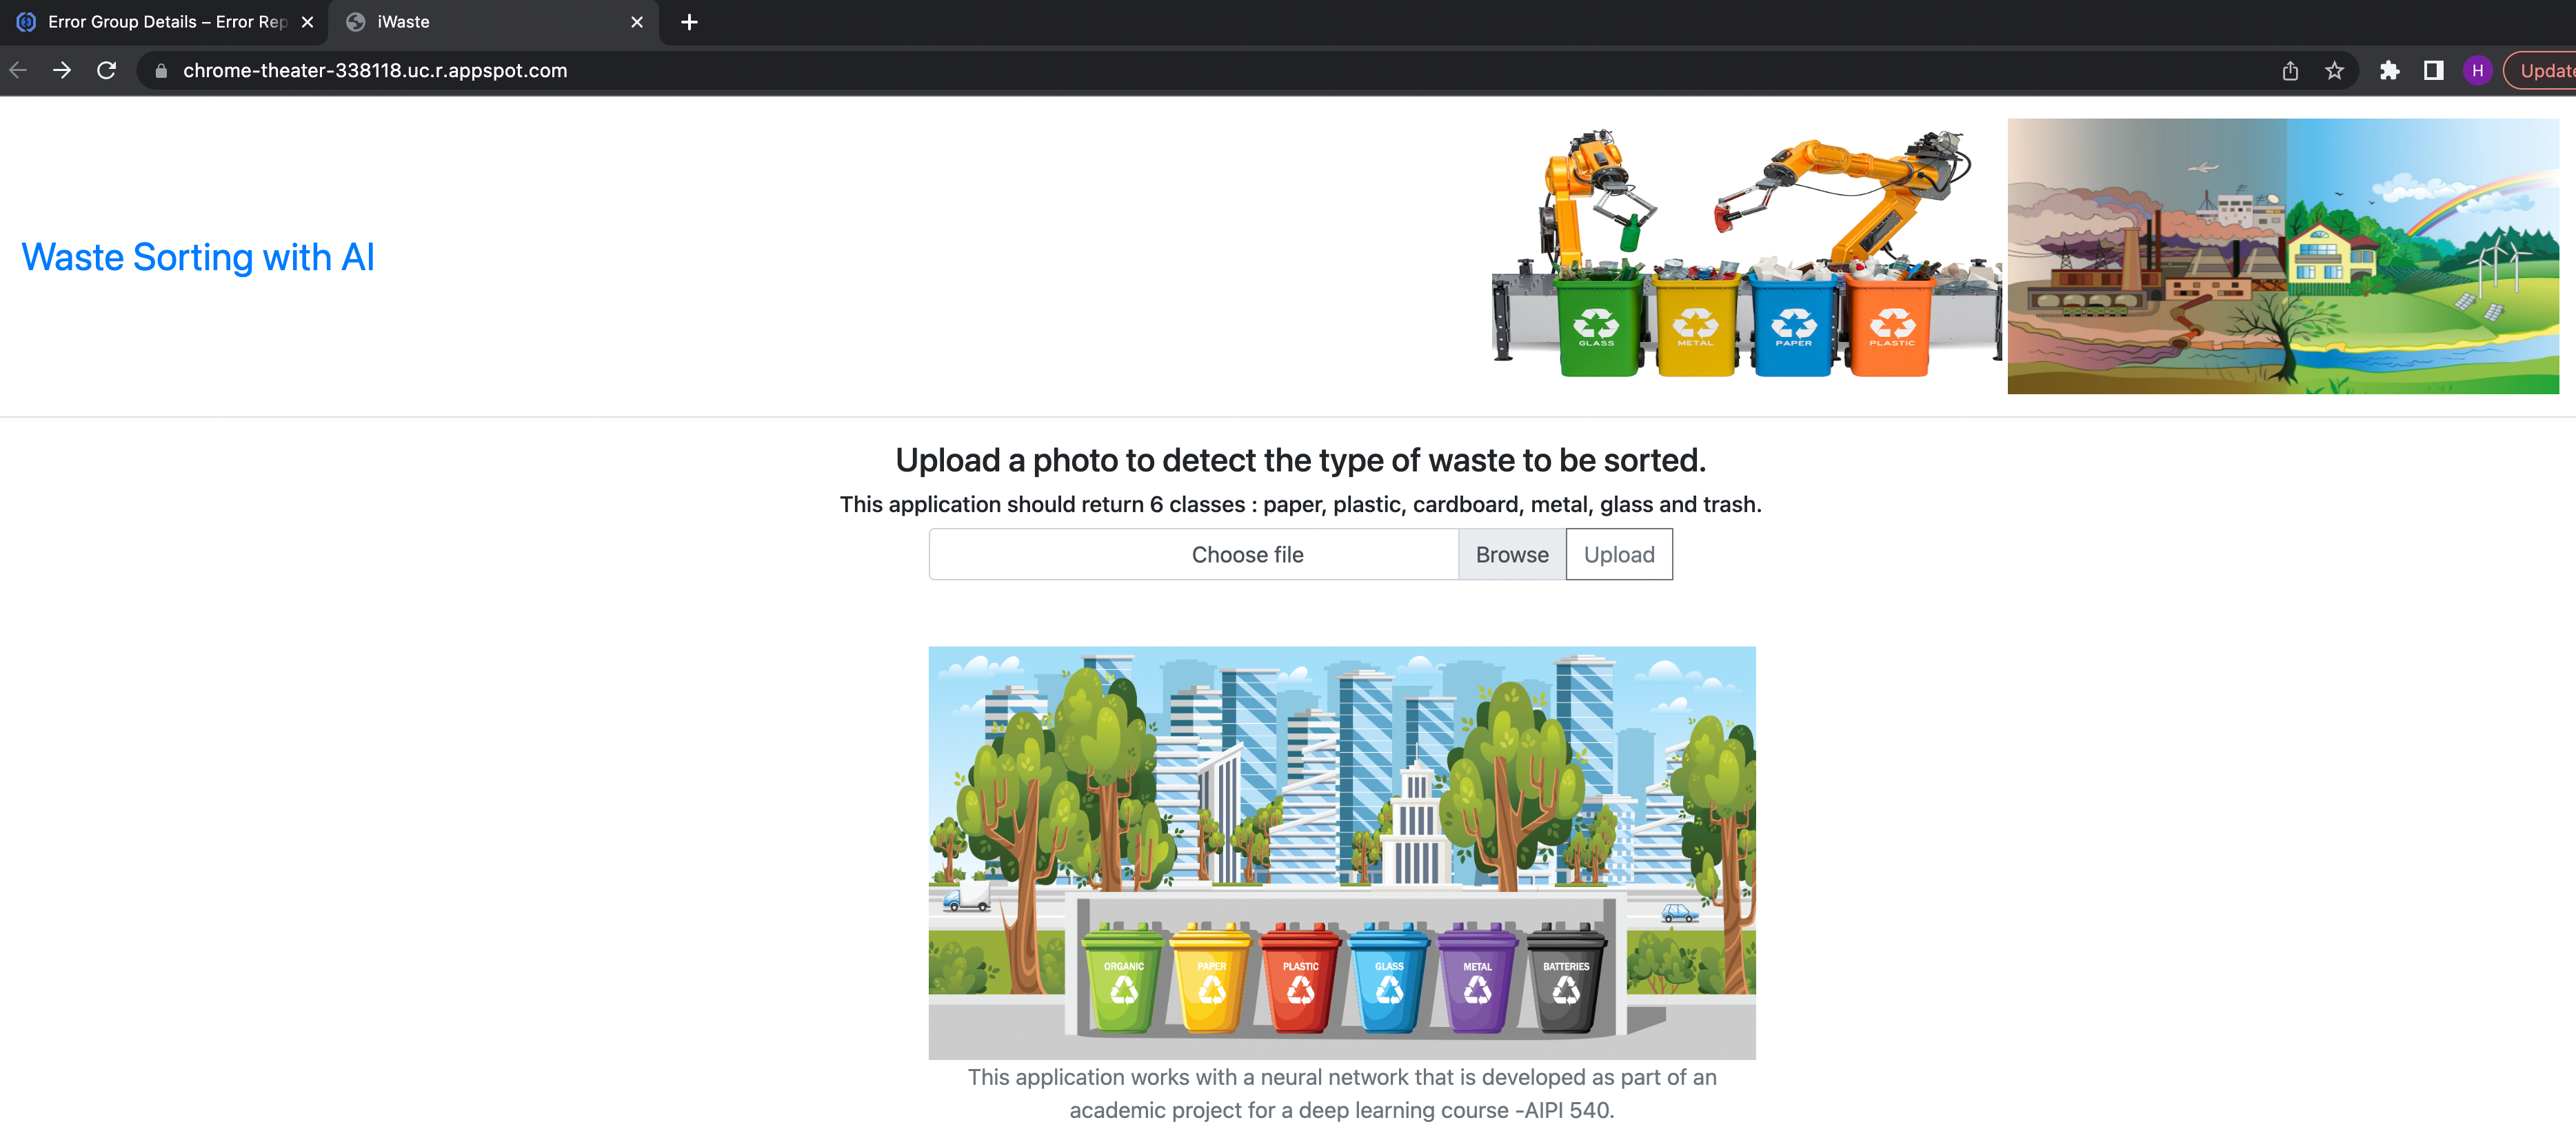 Error Group Details – Error Rep
iWaste
chrome-theater-338118.uc.r.appspot.com
H
Update
Waste Sorting with AI
GLASS
METAL
PAPER
PLASTIC
Upload a photo to detect the type of waste to be sorted.
This application should return 6 classes : paper, plastic, cardboard, metal, glass and trash.
Choose file
Browse
Upload
ORGANIC
PAPER
PLASTIC
GLASS
METAL
BATTERIES
This application works with a neural network that is developed as part of an
academic project for a deep learning course -AIPI 540.